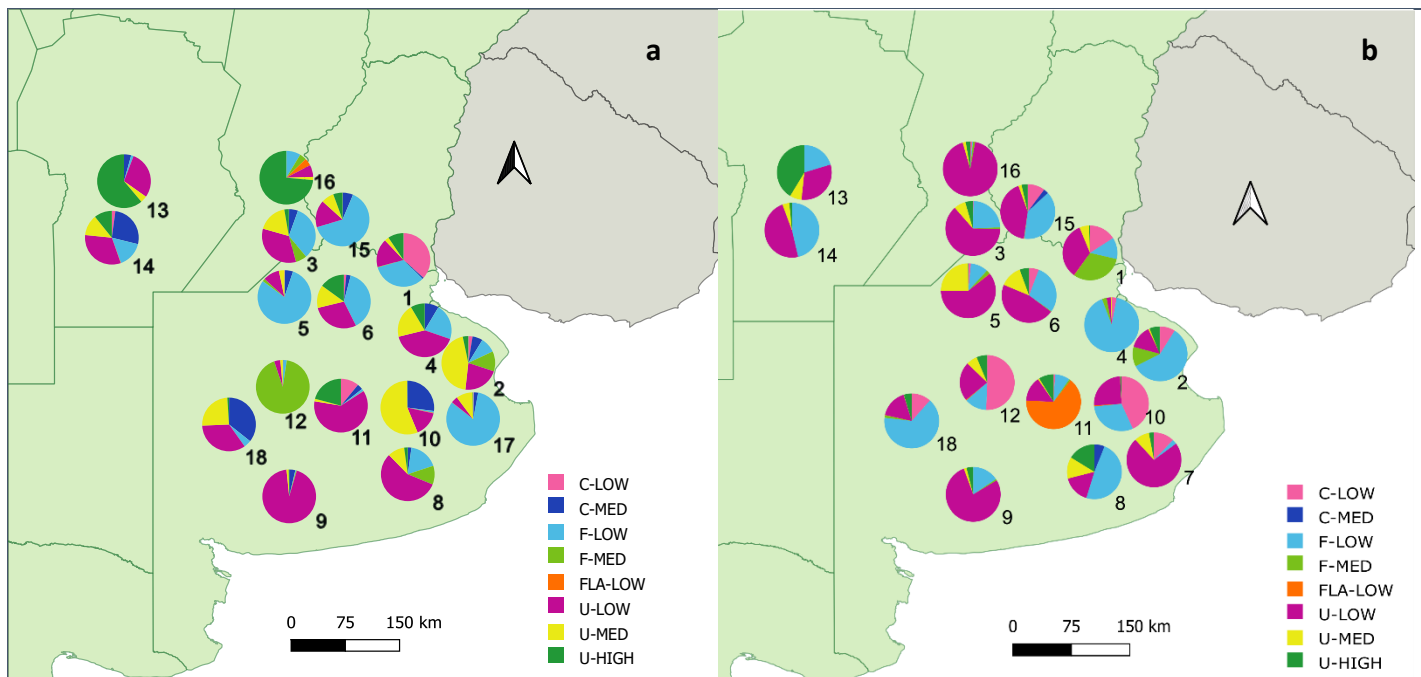 a
b
16
13
15
14
3
1
5
6
4
2
12
11
10
17
18
8
9
C-LOW
C-MED
F-LOW
F-MED
FLA-LOW
U-LOW
U-MED
U-HIGH
0 75 150 km
16
13
15
14
3
1
5
6
4
2
12
11
10
18
7
8
9
C-LOW
C-MED
F-LOW
F-MED
FLA-LOW
U-LOW
U-MED
U-HIGH
0 75 150 km